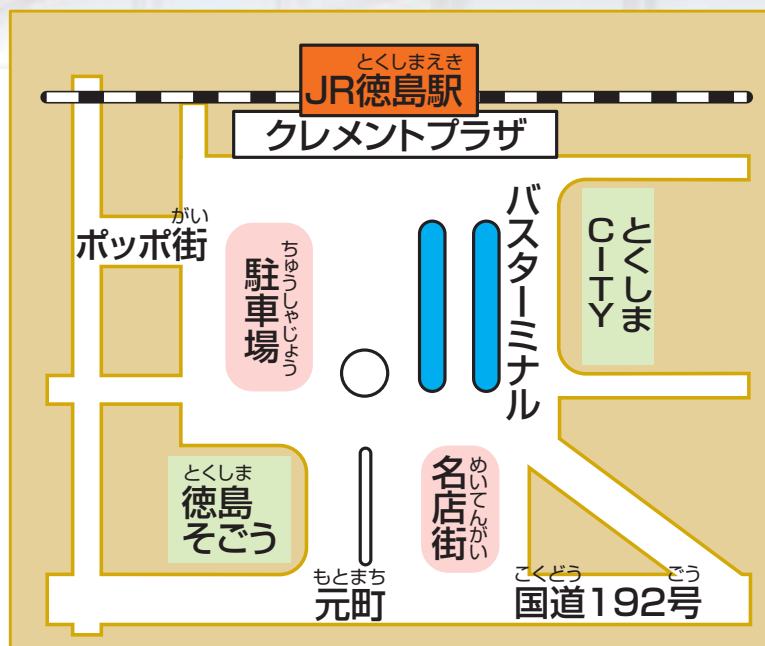 とくしまえき
JR徳島駅
クレメントプラザ
がい
ポッポ街
ちゅうしゃじょう
駐車場
バスターミナル
とくしま
CITY
とくしま
徳島
そごう
めいてんがい
名店街
もとまち
元町
こくどう ごう
国道192号